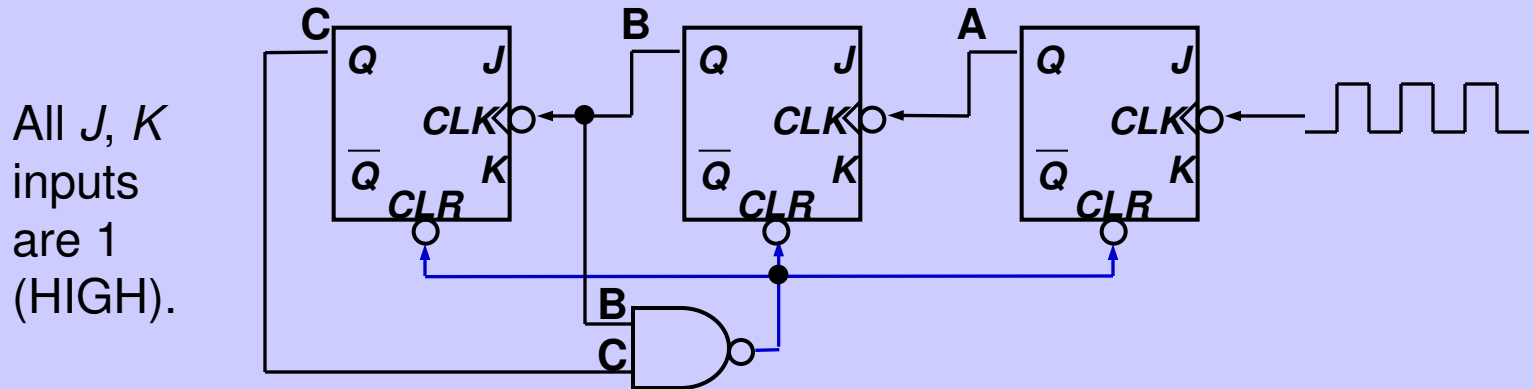 C
B
A
Q J
Q J
Q J
All J, K
inputs
are 1
(HIGH).
CLK
CLK
CLK
Q̅ K
Q̅ K
Q̅ K
CLR
CLR
CLR
B
C